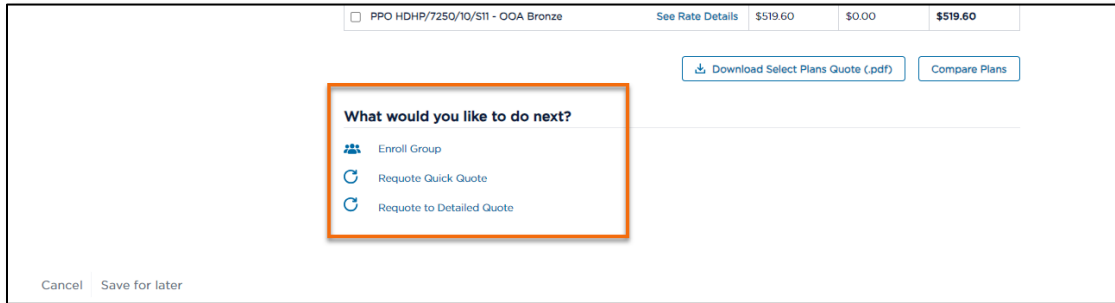 PPO HDHP/7250/10/S11 - OOA Bronze See Rate Details $519.60 $0.00 $519.60
Download Select Plans Quote (.pdf) Compare Plans
What would you like to do next?
Enroll Group
Requote Quick Quote
Requote to Detailed Quote
Cancel Save for later